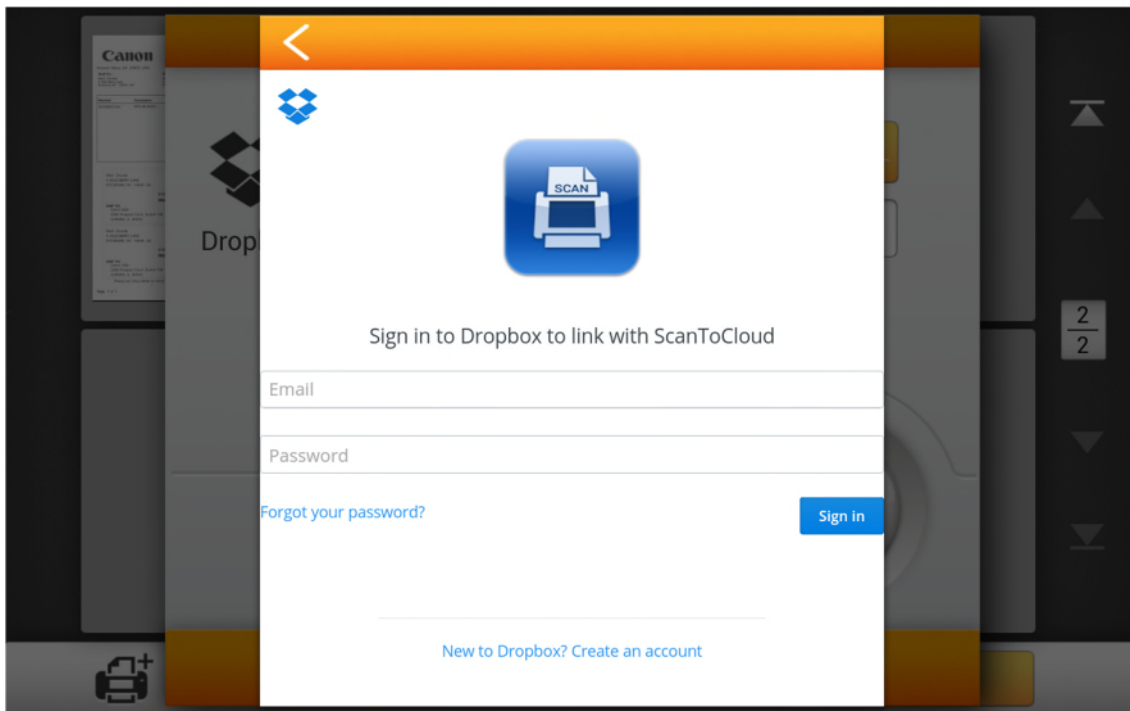 Canon
Drop
SCAN
Sign in to Dropbox to link with ScanToCloud
Email
Password
Forgot your password?
Sign in
New to Dropbox? Create an account
2
2